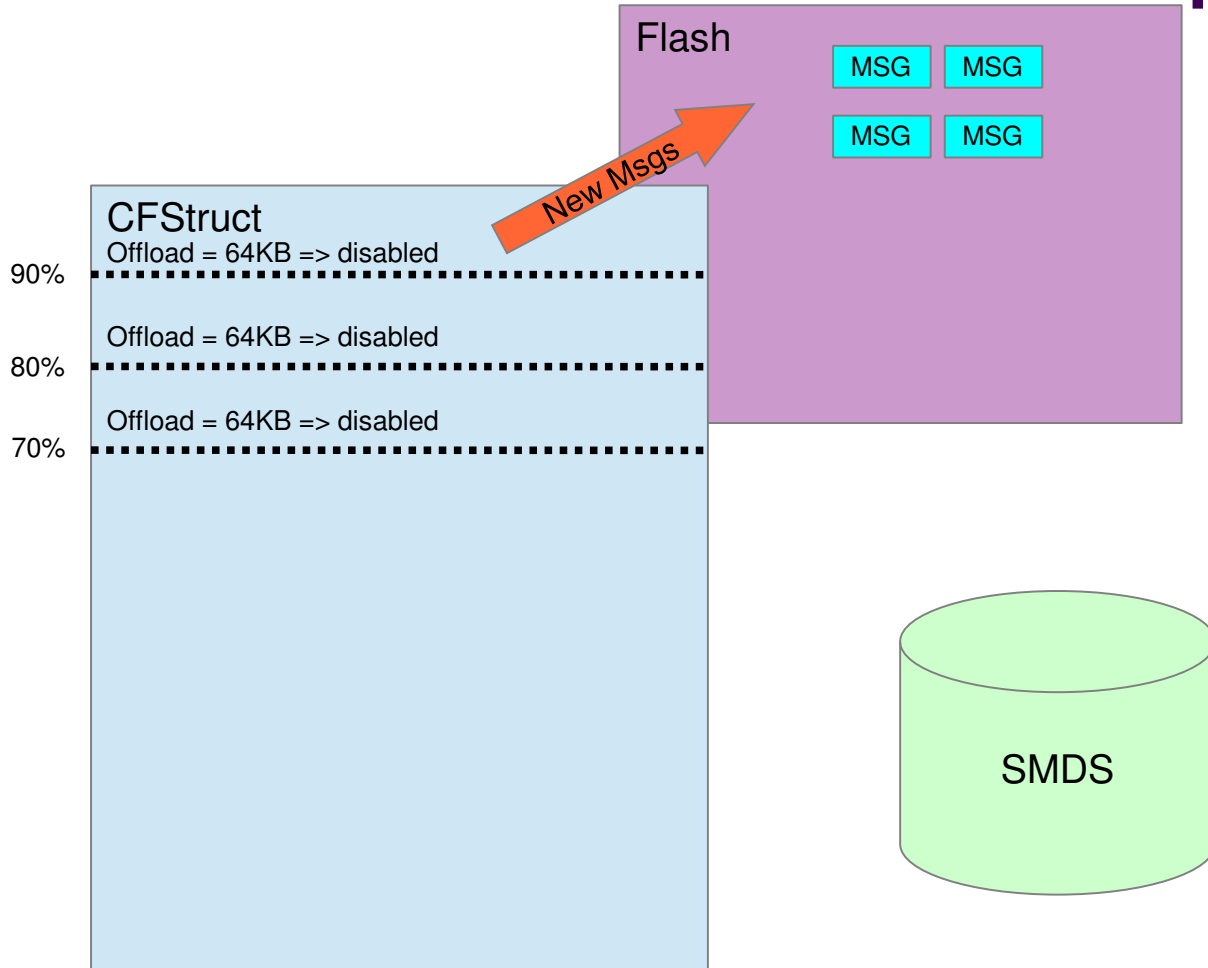 Flash
MSG MSG
MSG MSG
New Msgs
CFStruct
Offload = 64KB => disabled
90%
Offload = 64KB => disabled
80%
Offload = 64KB => disabled
70%
SMDS